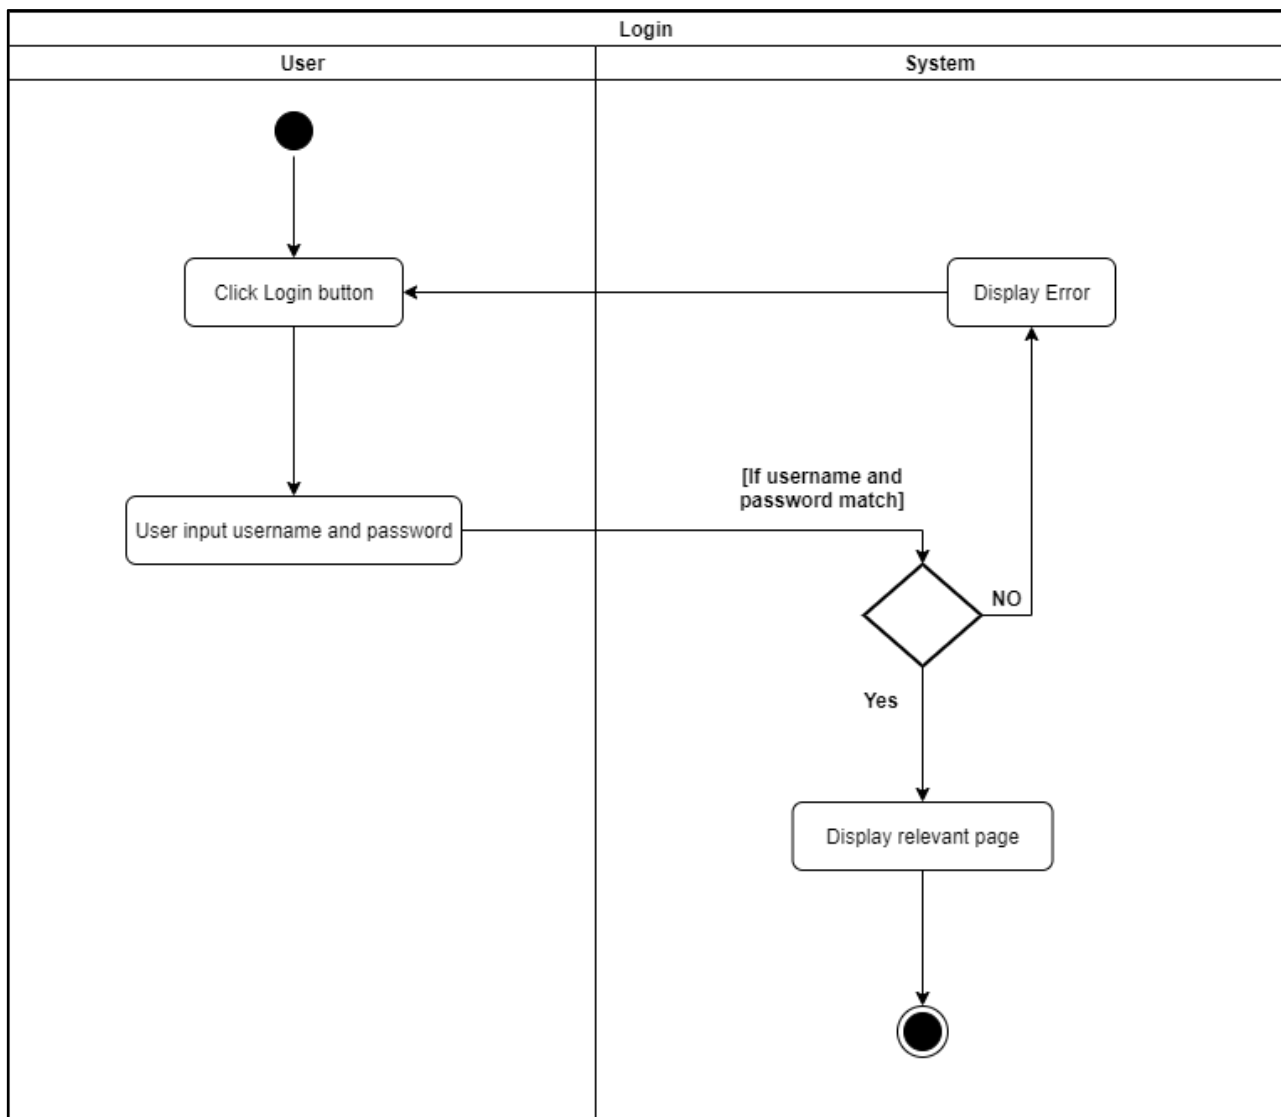 Login
User
System
Click Login button
Display Error
[If username and
password match]
User input username and password
NO
Yes
Display relevant page